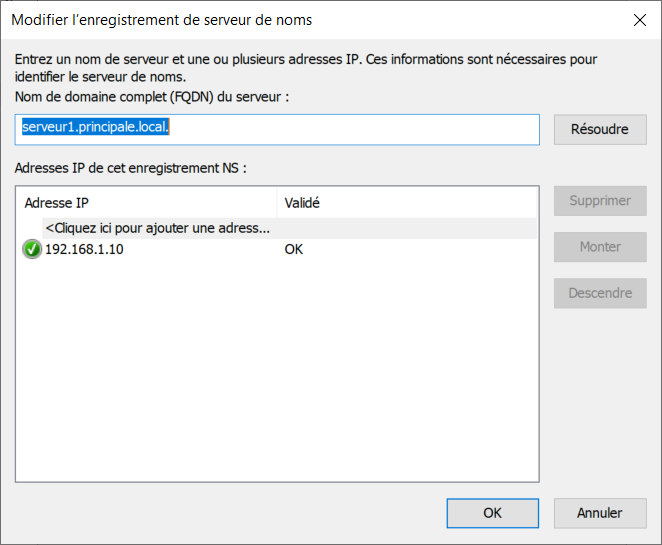 Modifier l'enregistrement de serveur de noms
Entrez un nom de serveur et une ou plusieurs adresses IP. Ces informations sont nécessaires pour
identifier le serveur de noms.
Nom de domaine complet (FQDN) du serveur :
serveur1.principale.local.
Résoudre
Adresses IP de cet enregistrement NS :
Adresse IP Validé
Supprimer
<Cliquez ici pour ajouter une adress...
192.168.1.10 OK
Monter
Descendre
OK Annuler